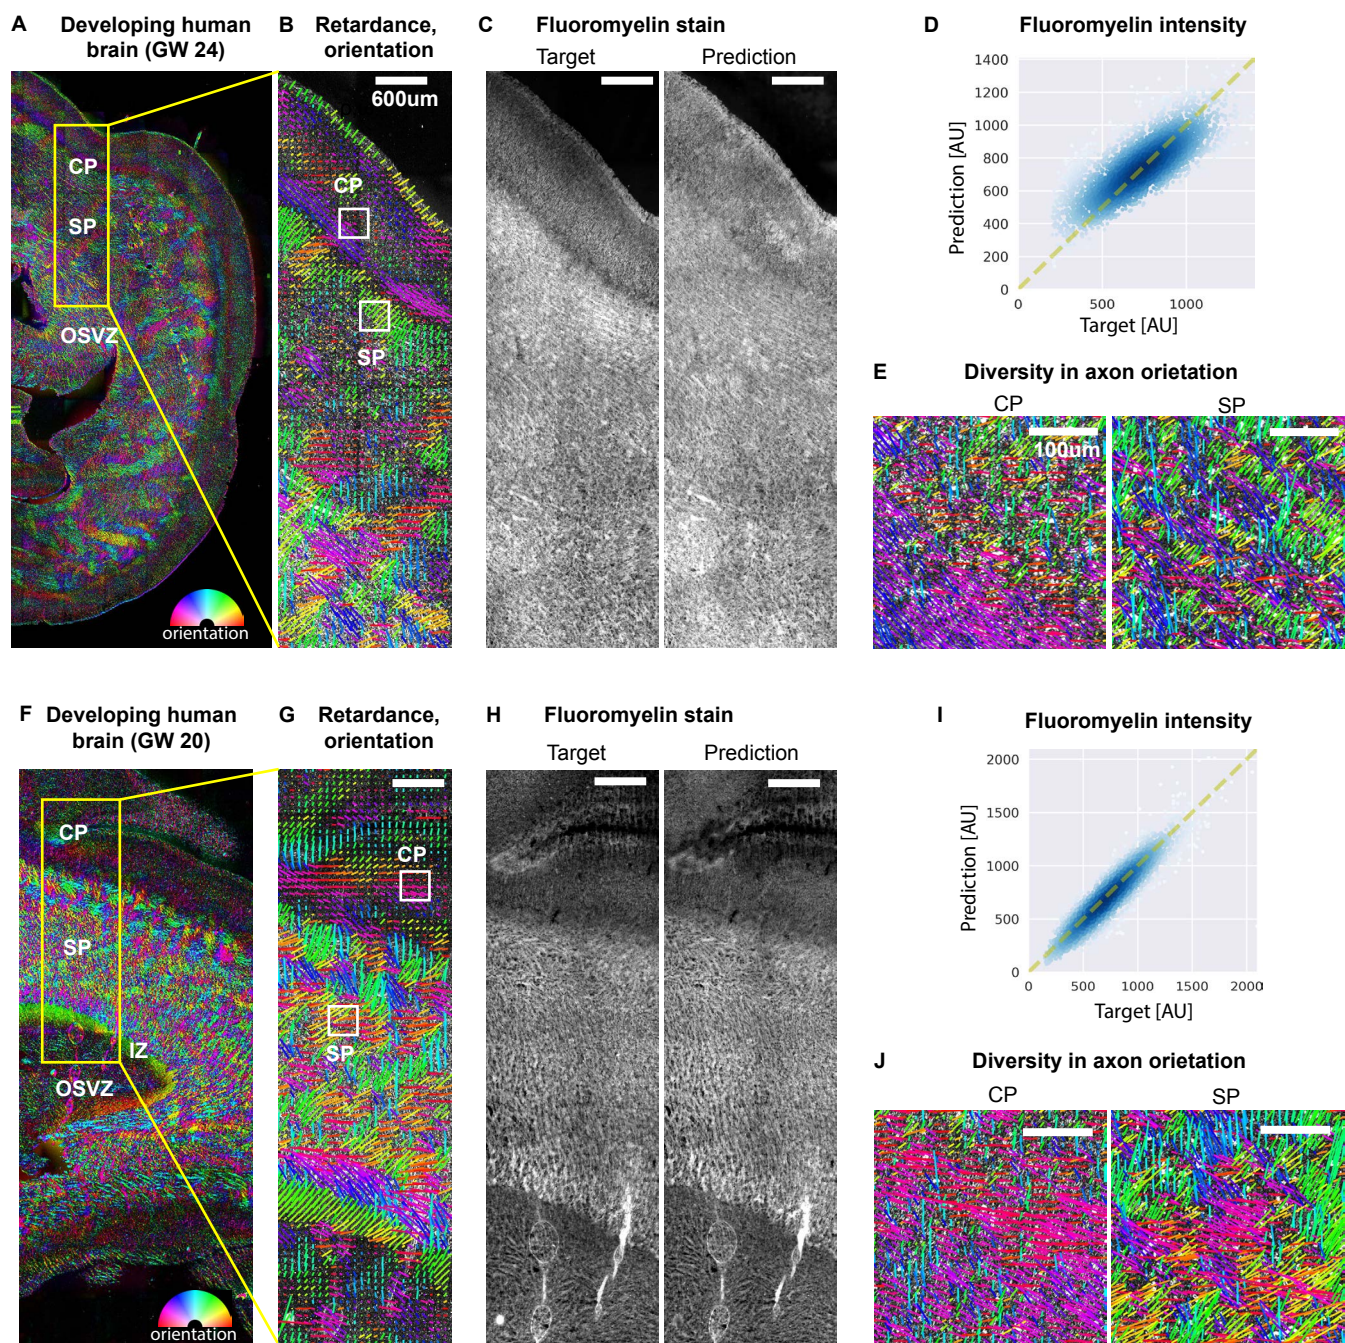 A Developing human
brain (GW 24)
B Retardance,
orientation
C Fluoromyelin stain
Target Prediction
D Fluoromyelin intensity
CP
SP
OSVZ
orientation
600um
CP
SP
1400
1200
1000
800
600
400
200
0
Prediction [AU]
0 500 1000
Target [AU]
E Diversity in axon orietation
CP SP
100um
F Developing human
brain (GW 20)
G Retardance,
orientation
H Fluoromyelin stain
Target Prediction
I Fluoromyelin intensity
CP
SP
IZ
OSVZ
orientation
CP
SP
2000
1500
1000
500
0
Prediction [AU]
0 500 1000 1500 2000
Target [AU]
J Diversity in axon orietation
CP SP